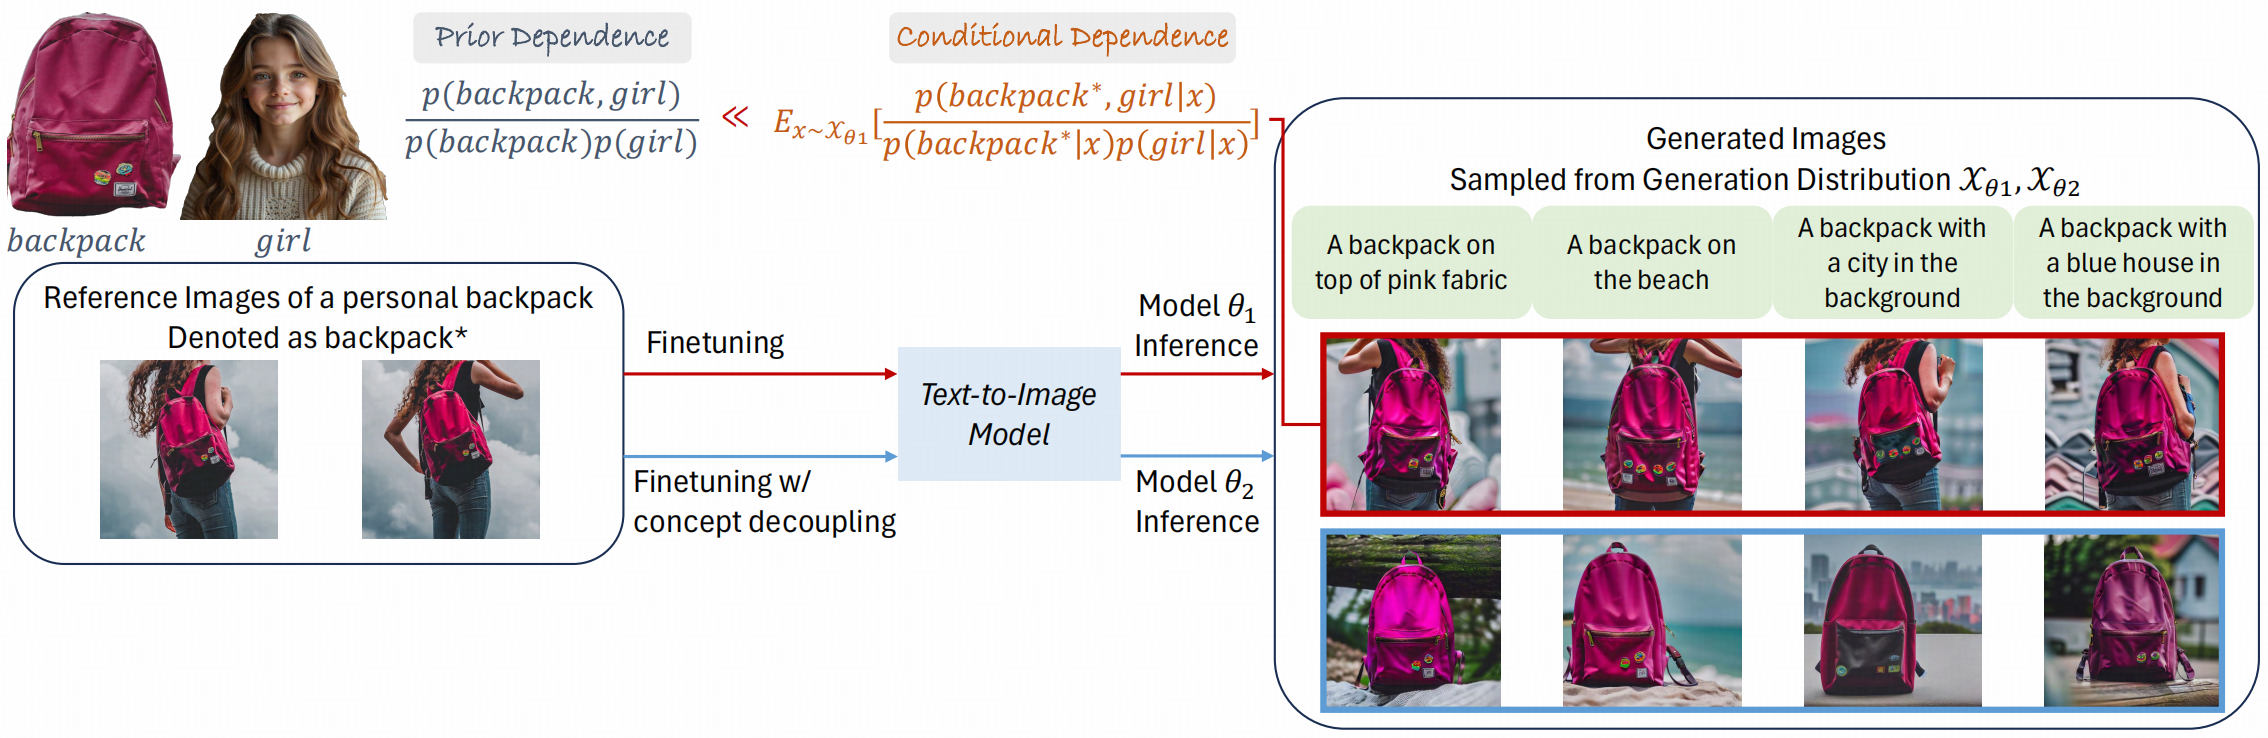 Prior Dependence
Conditional Dependence
p(backpack, girl)
p(backpack)p(girl)
≪
E_{x∼𝒳_{θ1}}[
p(backpack*, girl|x)
p(backpack*|x)p(girl|x)
]
backpack
girl
Reference Images of a personal backpack
Denoted as backpack*
Finetuning
Finetuning w/
concept decoupling
Text-to-Image
Model
Model θ₁
Inference
Model θ₂
Inference
Generated Images
Sampled from Generation Distribution 𝒳_{θ1}, 𝒳_{θ2}
A backpack on
top of pink fabric
A backpack on
the beach
A backpack with
a city in the
background
A backpack with
a blue house in
the background